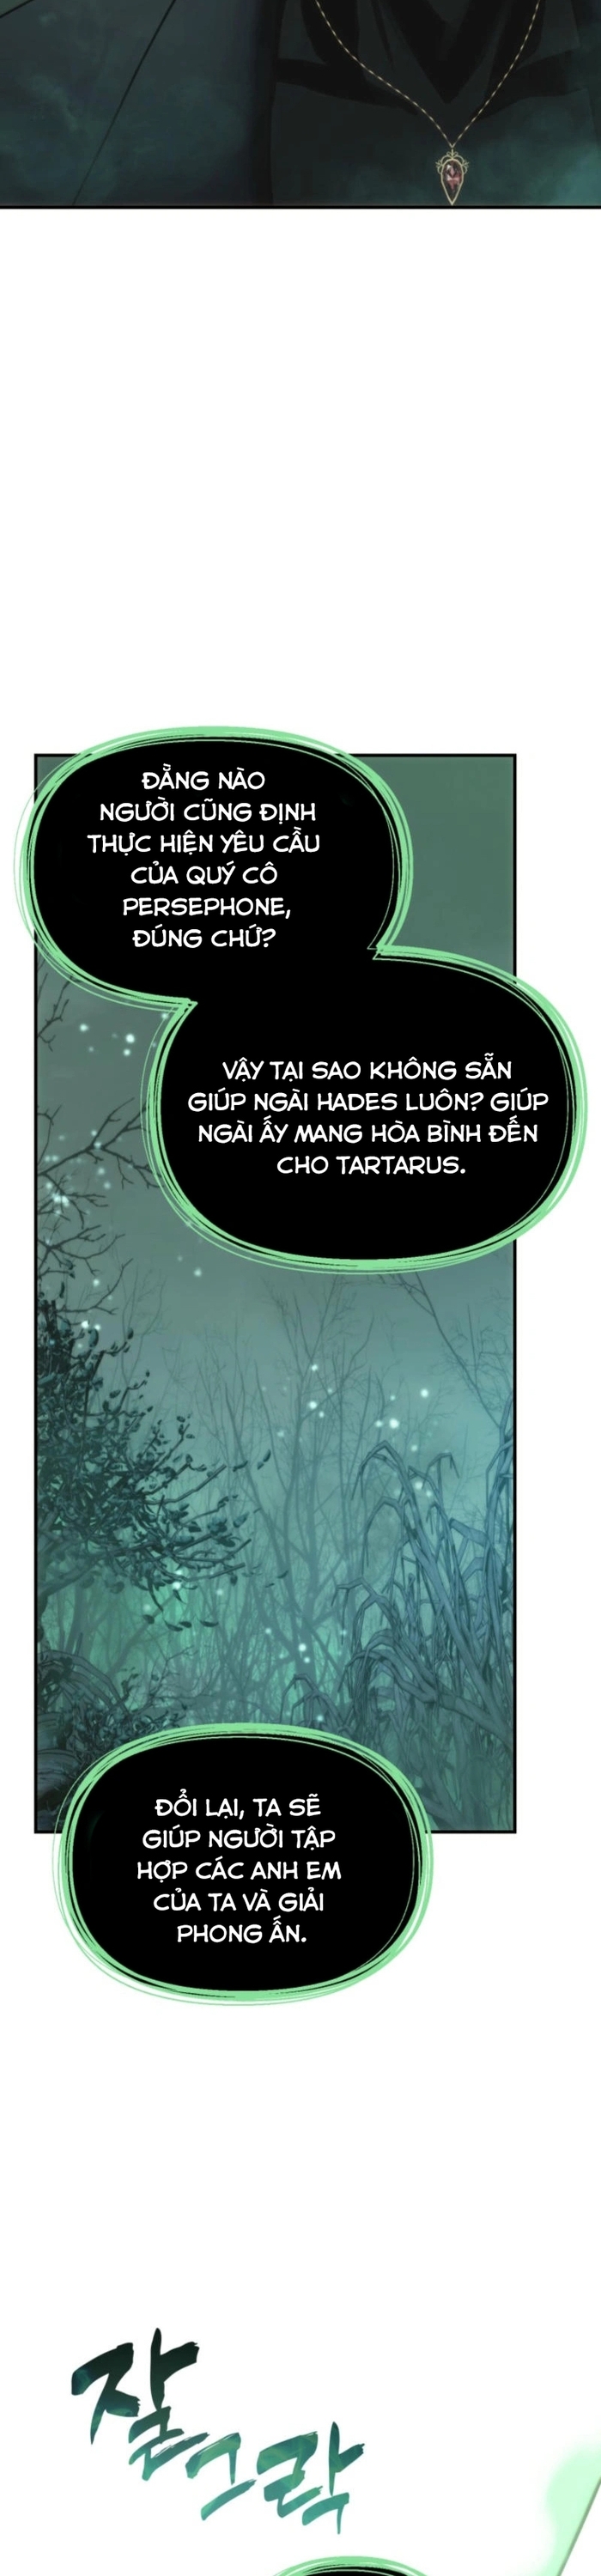 ĐẰNG NÀO
NGƯỜI CŨNG ĐỊNH
THỰC HIỆN YÊU CẦU
CỦA QUÝ CÔ
PERSEPHONE,
ĐÚNG CHỨ?
VẬY TẠI SAO KHÔNG SẴN
GIÚP NGÀI HADES LUÔN? GIÚP
NGÀI ẤY MANG HÒA BÌNH ĐẾN
CHO TARTARUS.
ĐỔI LẠI, TA SẼ
GIÚP NGƯỜI TẬP
HỢP CÁC ANH EM
CỦA TA VÀ GIẢI
PHONG ẤN.
잘그락